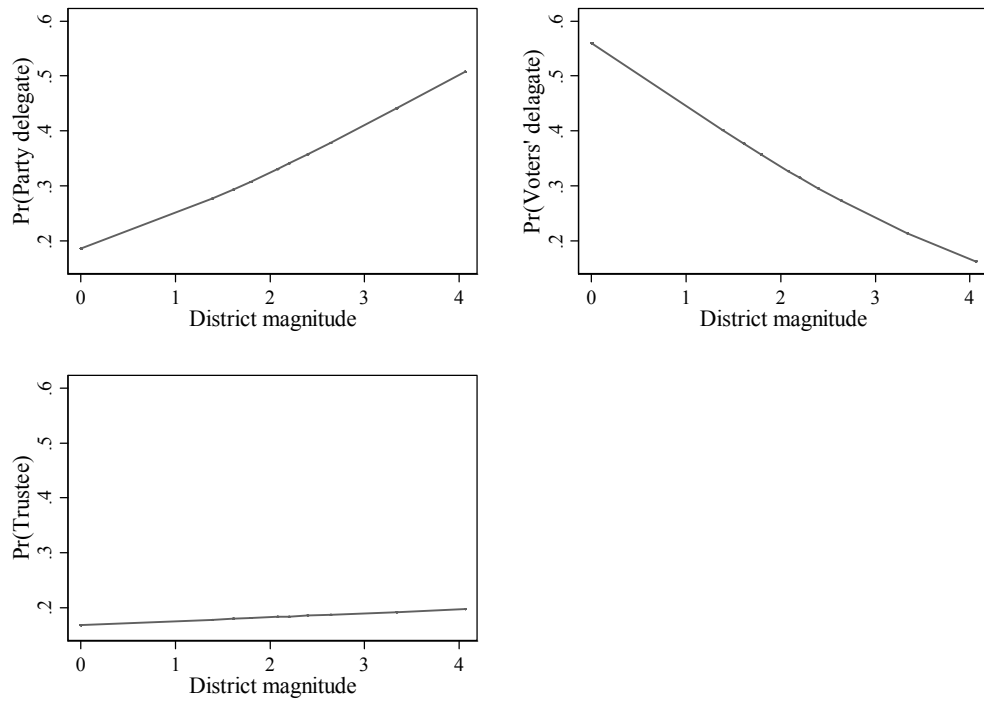 Pr(Party delegate)
.2 .3 .4 .5 .6
0 1 2 3 4
District magnitude
Pr(Voters' delagate)
.2 .3 .4 .5 .6
0 1 2 3 4
District magnitude
Pr(Trustee)
.2 .3 .4 .5 .6
0 1 2 3 4
District magnitude